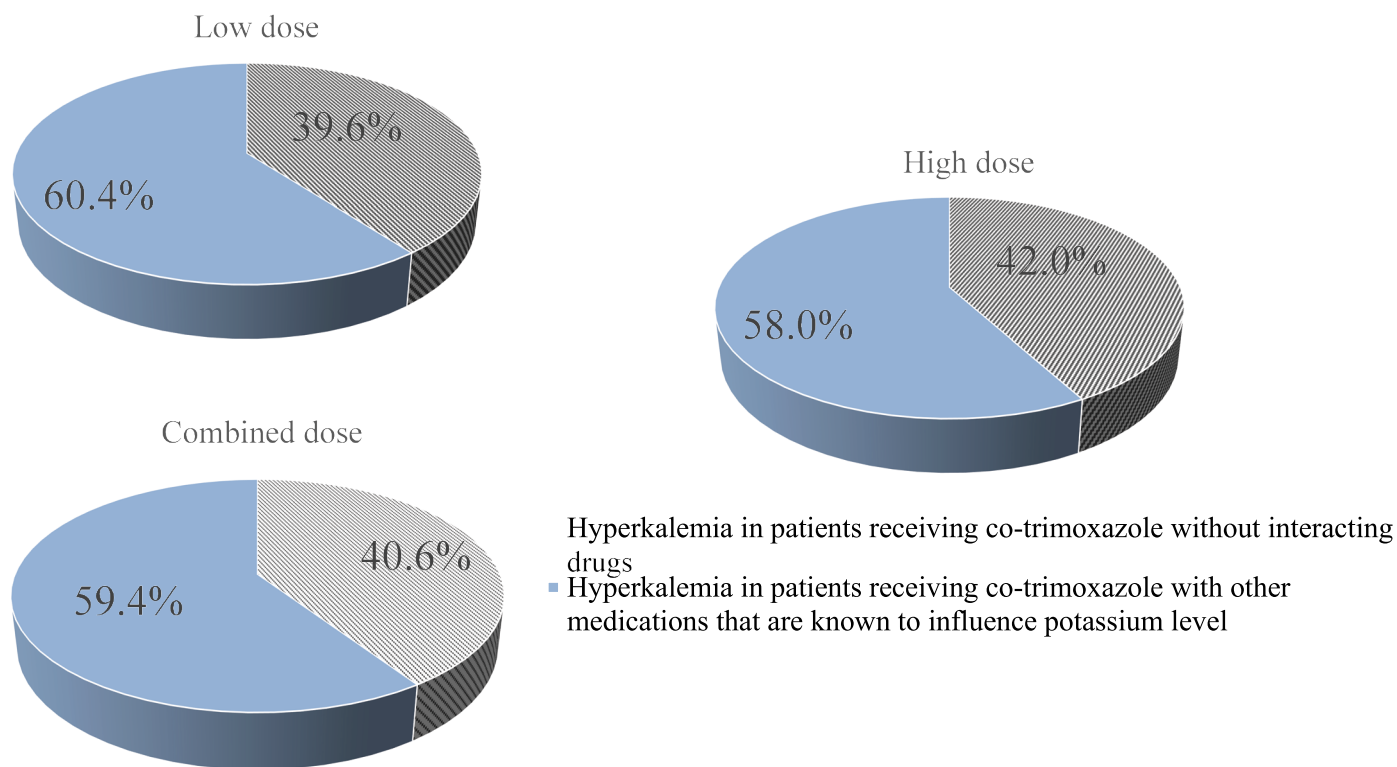 Low dose
39.6%
60.4%
High dose
42.0%
58.0%
Combined dose
40.6%
59.4%
Hyperkalemia in patients receiving co-trimoxazole without interacting
drugs
Hyperkalemia in patients receiving co-trimoxazole with other
medications that are known to influence potassium level